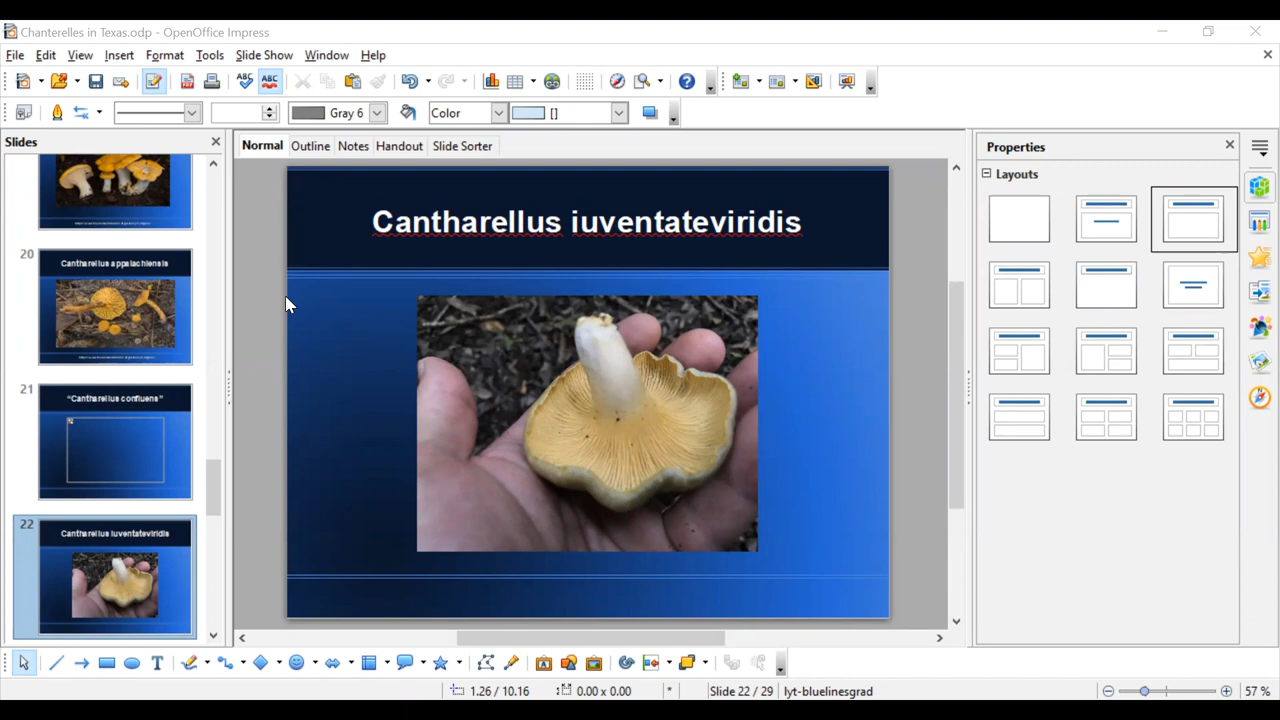 Chanterelles in Texas.odp - OpenOffice Impress
File Edit View Insert Format Tools Slide Show Window Help
ABC ABC
Gray 6 Color []
Slides
Normal Outline Notes Handout Slide Sorter
Properties
Layouts
20
Cantharellus appalachiensis
21
"Cantharellus confluens"
22
Cantharellus iuventateviridis
Cantharellus iuventateviridis
1.26 / 10.16 0.00 x 0.00 * Slide 22 / 29 lyt-bluelinesgrad 57 %